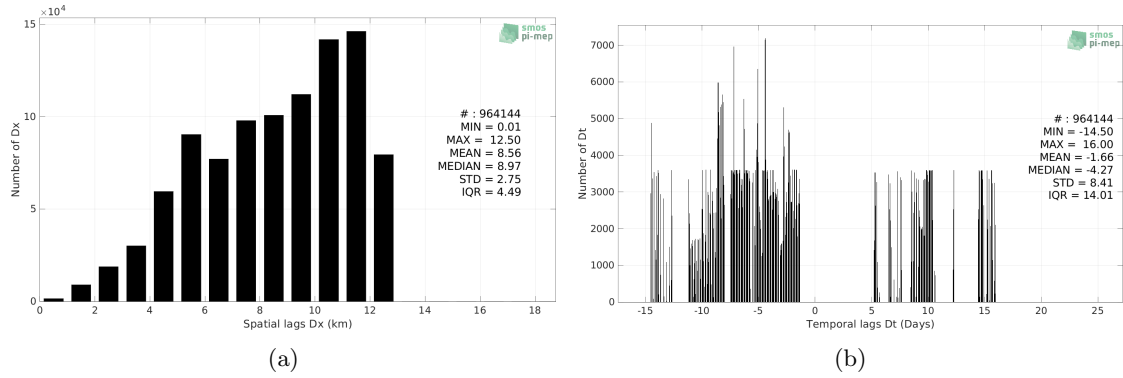 ×10⁴
15
10
5
0
0 2 4 6 8 10 12 14 16 18
Number of Dx
Spatial lags Dx (km)
smos
pi-mep
# : 964144
MIN = 0.01
MAX = 12.50
MEAN = 8.56
MEDIAN = 8.97
STD = 2.75
IQR = 4.49
(a)
7000
6000
5000
4000
3000
2000
1000
0
-15 -10 -5 0 5 10 15 20 25
Number of Dt
Temporal lags Dt (Days)
smos
pi-mep
# : 964144
MIN = -14.50
MAX = 16.00
MEAN = -1.66
MEDIAN = -4.27
STD = 8.41
IQR = 14.01
(b)